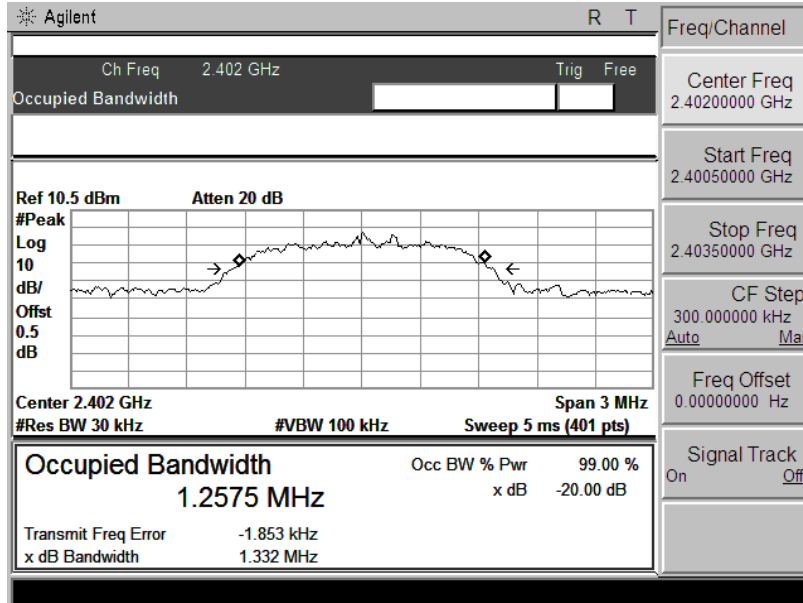 Agilent R T
Freq/Channel
Ch Freq 2.402 GHz Trig Free
Occupied Bandwidth
Center Freq
2.40200000 GHz
Start Freq
2.40050000 GHz
Stop Freq
2.40350000 GHz
CF Step
300.000000 kHz
Auto Ma
Freq Offset
0.00000000 Hz
Signal Track
On Off
Ref 10.5 dBm Atten 20 dB
#Peak
Log
10
dB/
Offst
0.5
dB
Center 2.402 GHz Span 3 MHz
#Res BW 30 kHz #VBW 100 kHz Sweep 5 ms (401 pts)
Occupied Bandwidth Occ BW % Pwr 99.00 %
1.2575 MHz x dB -20.00 dB
Transmit Freq Error -1.853 kHz
x dB Bandwidth 1.332 MHz